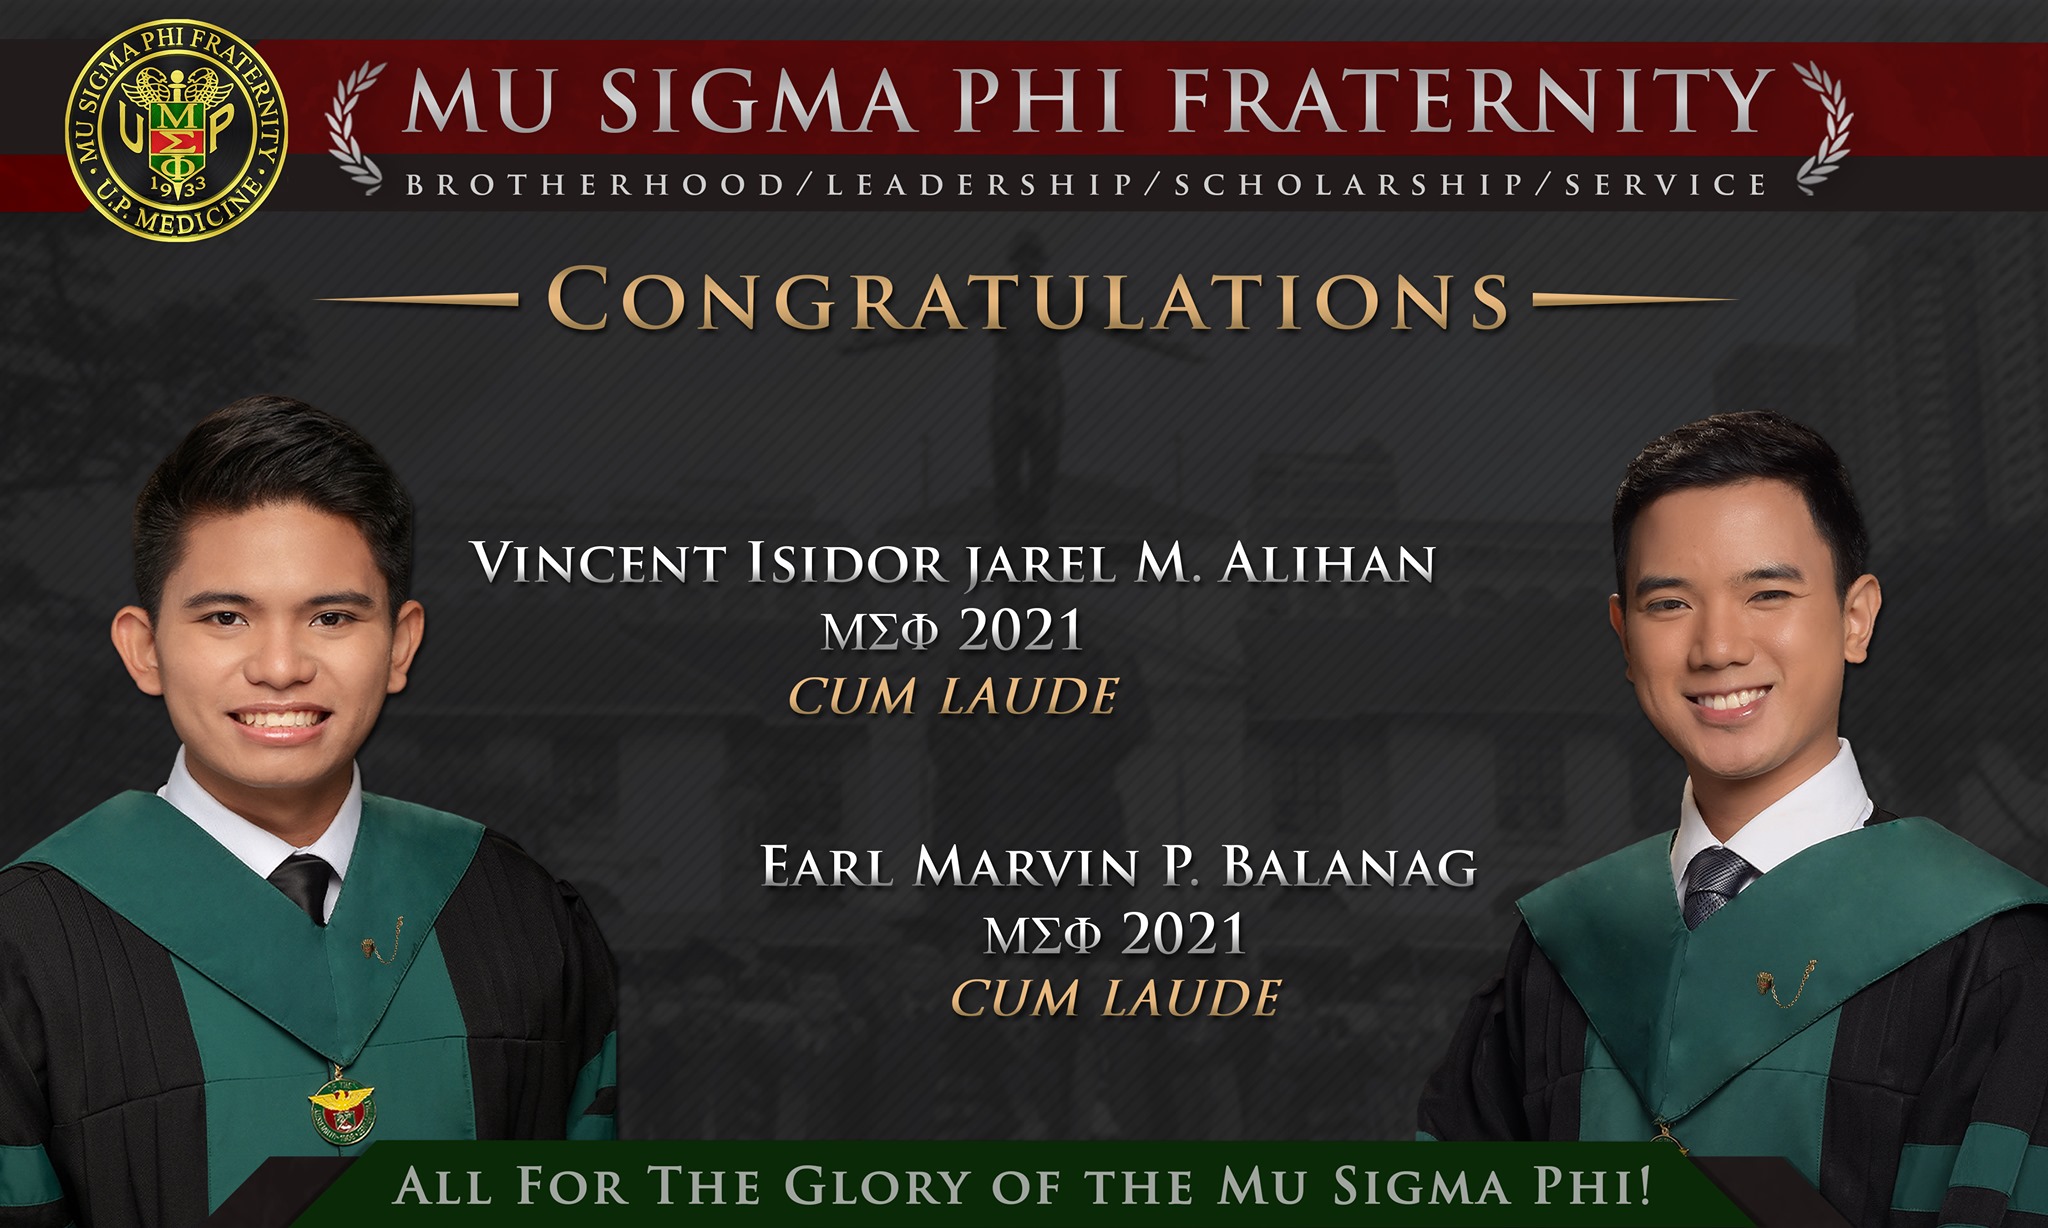 MU SIGMA PHI FRATERNITY
U.P. MEDICINE
U P
ΜΣΦ
1933
MU SIGMA PHI FRATERNITY
BROTHERHOOD/LEADERSHIP/SCHOLARSHIP/SERVICE
CONGRATULATIONS
VINCENT ISIDOR JAREL M. ALIHAN
ΜΣΦ 2021
CUM LAUDE
EARL MARVIN P. BALANAG
ΜΣΦ 2021
CUM LAUDE
ALL FOR THE GLORY OF THE MU SIGMA PHI!